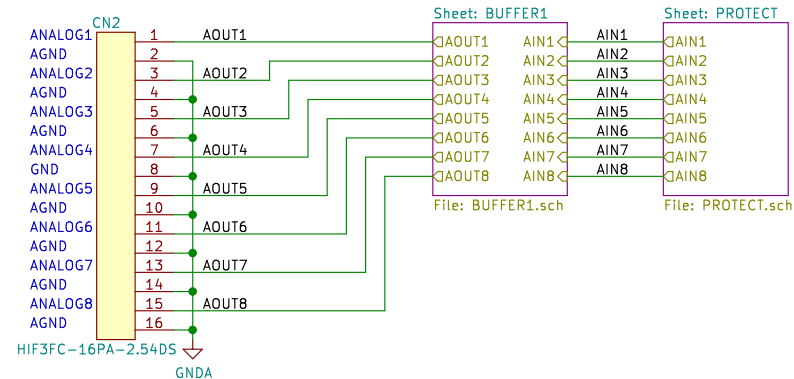 CN2
ANALOG1 1 AOUT1
AGND 2
ANALOG2 3 AOUT2
AGND 4
ANALOG3 5 AOUT3
AGND 6
ANALOG4 7 AOUT4
GND 8
ANALOG5 9 AOUT5
AGND 10
ANALOG6 11 AOUT6
AGND 12
ANALOG7 13 AOUT7
AGND 14
ANALOG8 15 AOUT8
AGND 16
HIF3FC-16PA-2.54DS
GNDA
Sheet: BUFFER1
AOUT1 AIN1
AOUT2 AIN2
AOUT3 AIN3
AOUT4 AIN4
AOUT5 AIN5
AOUT6 AIN6
AOUT7 AIN7
AOUT8 AIN8
File: BUFFER1.sch
AIN1
AIN2
AIN3
AIN4
AIN5
AIN6
AIN7
AIN8
Sheet: PROTECT
AIN1
AIN2
AIN3
AIN4
AIN5
AIN6
AIN7
AIN8
File: PROTECT.sch